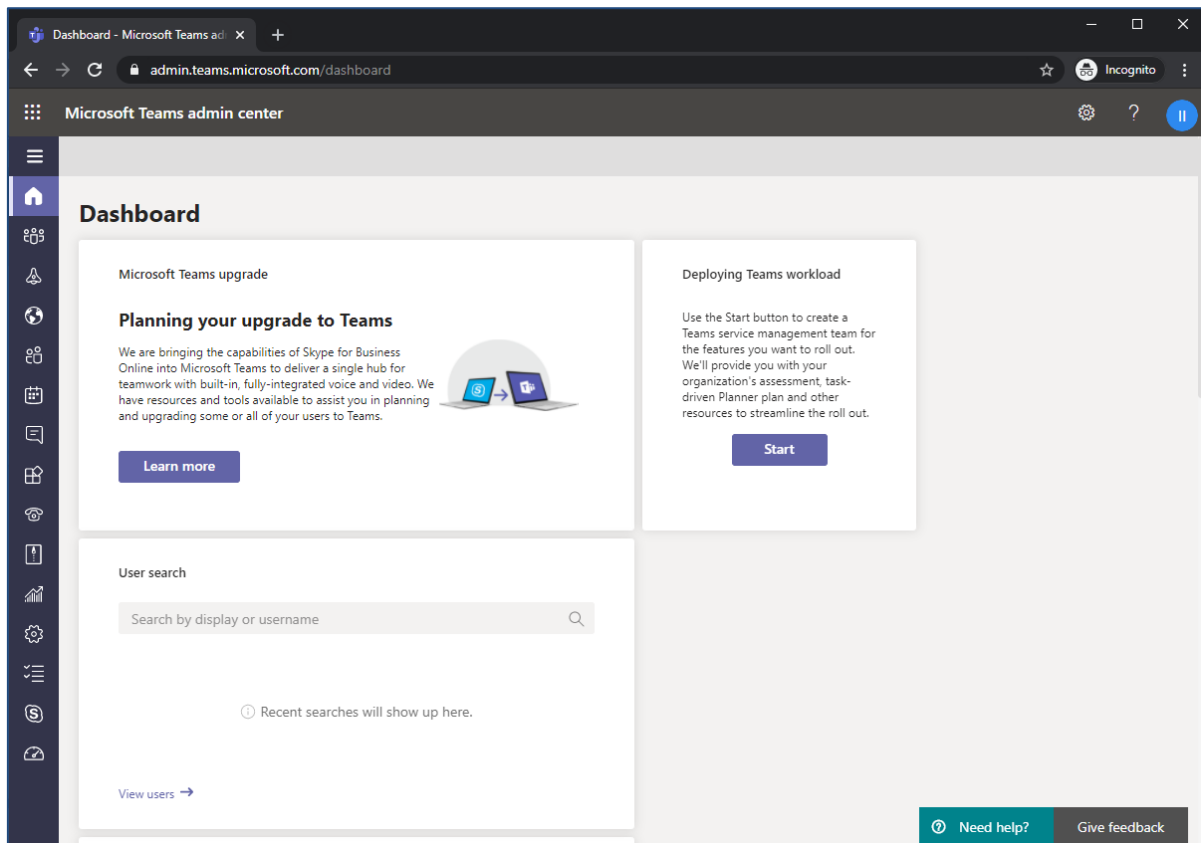 Dashboard - Microsoft Teams ad
admin.teams.microsoft.com/dashboard
Incognito
Microsoft Teams admin center
?
II
Dashboard
Microsoft Teams upgrade
Planning your upgrade to Teams
We are bringing the capabilities of Skype for Business
Online into Microsoft Teams to deliver a single hub for
teamwork with built-in, fully-integrated voice and video. We
have resources and tools available to assist you in planning
and upgrading some or all of your users to Teams.
Learn more
Deploying Teams workload
Use the Start button to create a
Teams service management team for
the features you want to roll out.
We'll provide you with your
organization's assessment, task-
driven Planner plan and other
resources to streamline the roll out.
Start
User search
Search by display or username
Recent searches will show up here.
View users
Need help?
Give feedback